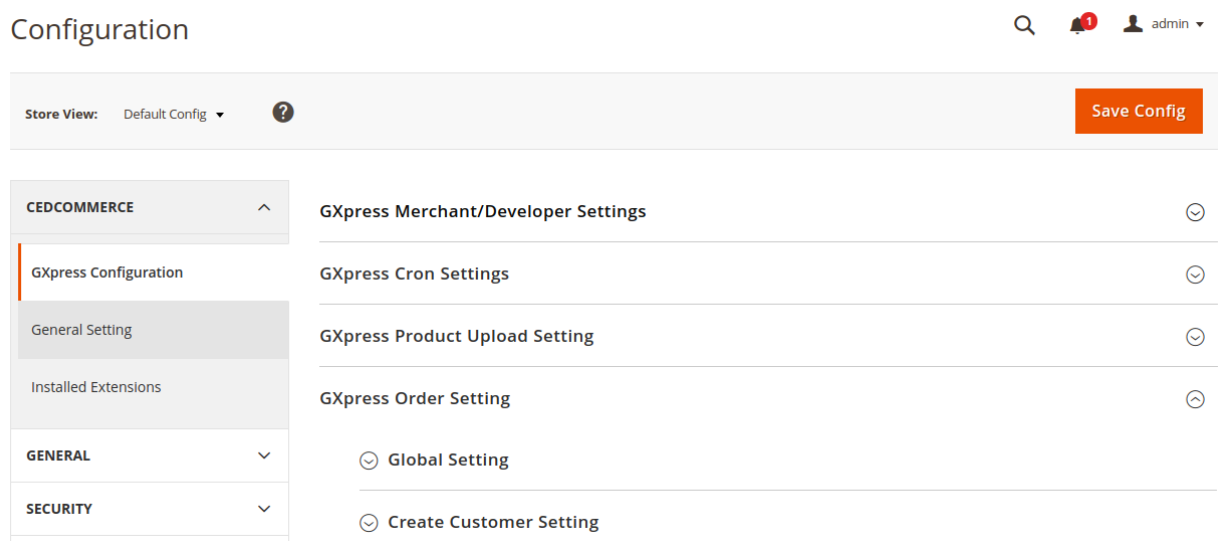 Configuration
1
admin
Store View: Default Config ?
Save Config
CEDCOMMERCE
GXpress Configuration
General Setting
Installed Extensions
GENERAL
SECURITY
GXpress Merchant/Developer Settings
GXpress Cron Settings
GXpress Product Upload Setting
GXpress Order Setting
Global Setting
Create Customer Setting